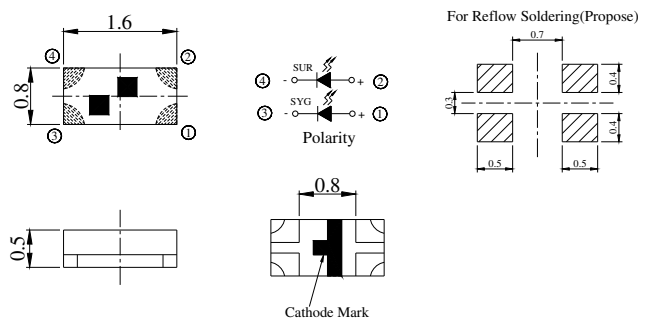 1.6
④ ②
0.8
③ ①
SUR
④ - + ②
SYG
③ - + ①
Polarity
For Reflow Soldering(Propose)
0.7
0.4
0.3
0.4
0.5 0.5
0.5
0.8
Cathode Mark